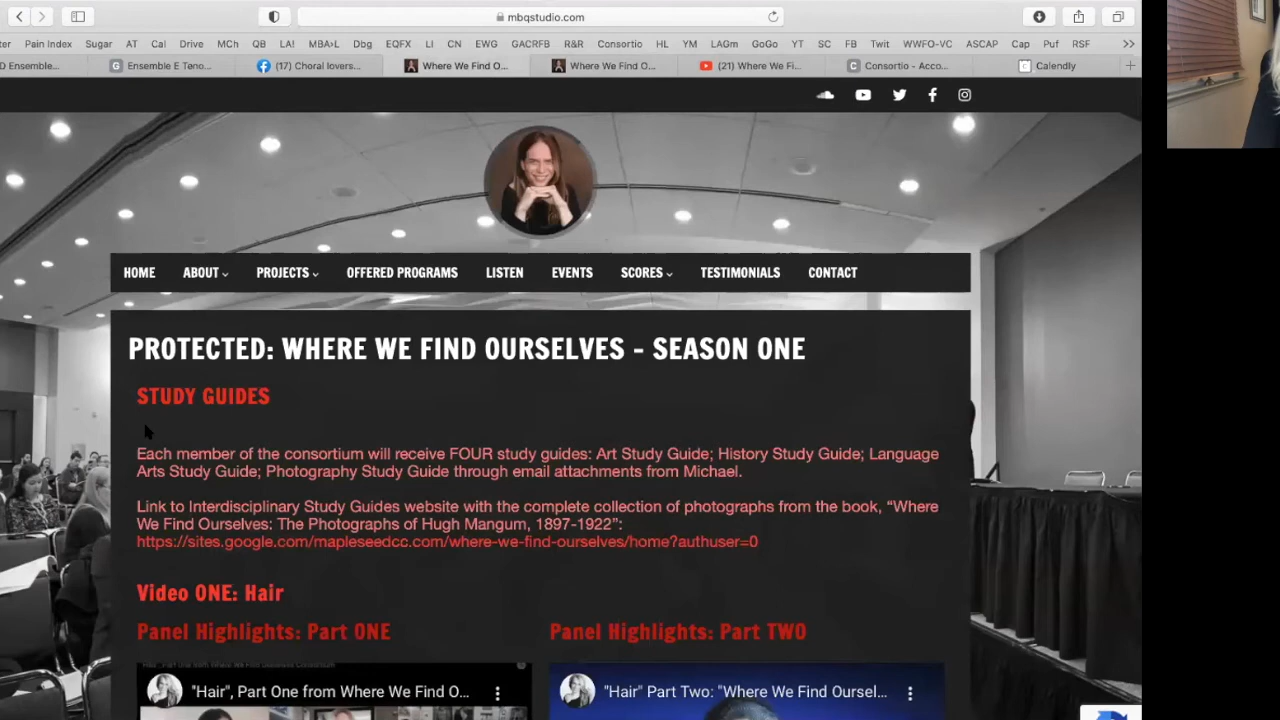 mbqstudio.com
ter Pain Index Sugar AT Cal Drive MCh QB LA! MBA>L Dbg EQFX LI CN EWG GACRFB R&R Consortio HL YM LAGm GoGo YT SC FB Twit WWFO-VC ASCAP Cap Puf RSF
D Ensemble... Ensemble E Teno... (17) Choral lovers... Where We Find O... Where We Find O... (21) Where We Fi... Consortio - Acco... Calendly
HOME ABOUT PROJECTS OFFERED PROGRAMS LISTEN EVENTS SCORES TESTIMONIALS CONTACT
PROTECTED: WHERE WE FIND OURSELVES – SEASON ONE
STUDY GUIDES
Each member of the consortium will receive FOUR study guides: Art Study Guide; History Study Guide; Language
Arts Study Guide; Photography Study Guide through email attachments from Michael.
Link to Interdisciplinary Study Guides website with the complete collection of photographs from the book, “Where
We Find Ourselves: The Photographs of Hugh Mangum, 1897-1922”:
https://sites.google.com/mapleseedcc.com/where-we-find-ourselves/home?authuser=0
Video ONE: Hair
Panel Highlights: Part ONE Panel Highlights: Part TWO
"Hair", Part One from Where We Find O... "Hair" Part Two: "Where We Find Oursel...